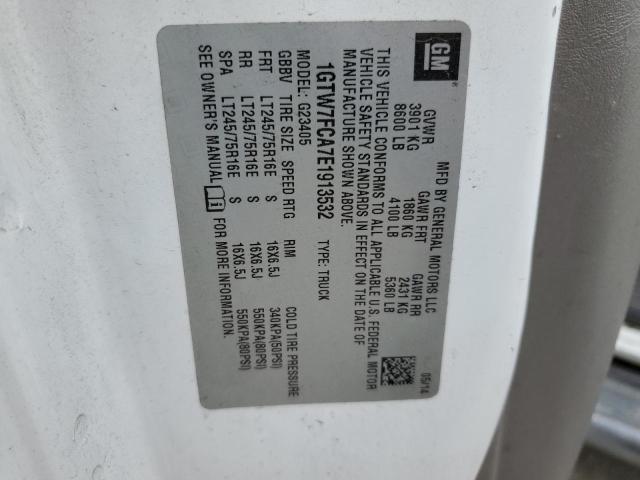 GM
MFD BY GENERAL MOTORS LLC
05/14
GVWR GAWR FRT GAWR RR
3901 KG 1860 KG 2431 KG
8600 LB 4100 LB 5360 LB
THIS VEHICLE CONFORMS TO ALL APPLICABLE U.S. FEDERAL MOTOR
VEHICLE SAFETY STANDARDS IN EFFECT ON THE DATE OF
MANUFACTURE SHOWN ABOVE.
1GTW7FCA7E1913532 TYPE: TRUCK
MODEL: G23405
GBBV TIRE SIZE SPEED RTG RIM COLD TIRE PRESSURE
FRT LT245/75R16E S 16X6.5J 340KPA(50PSI)
RR LT245/75R16E S 16X6.5J 550KPA(80PSI)
SPA LT245/75R16E S 16X6.5J 550KPA(80PSI)
SEE OWNER'S MANUAL FOR MORE INFORMATION.